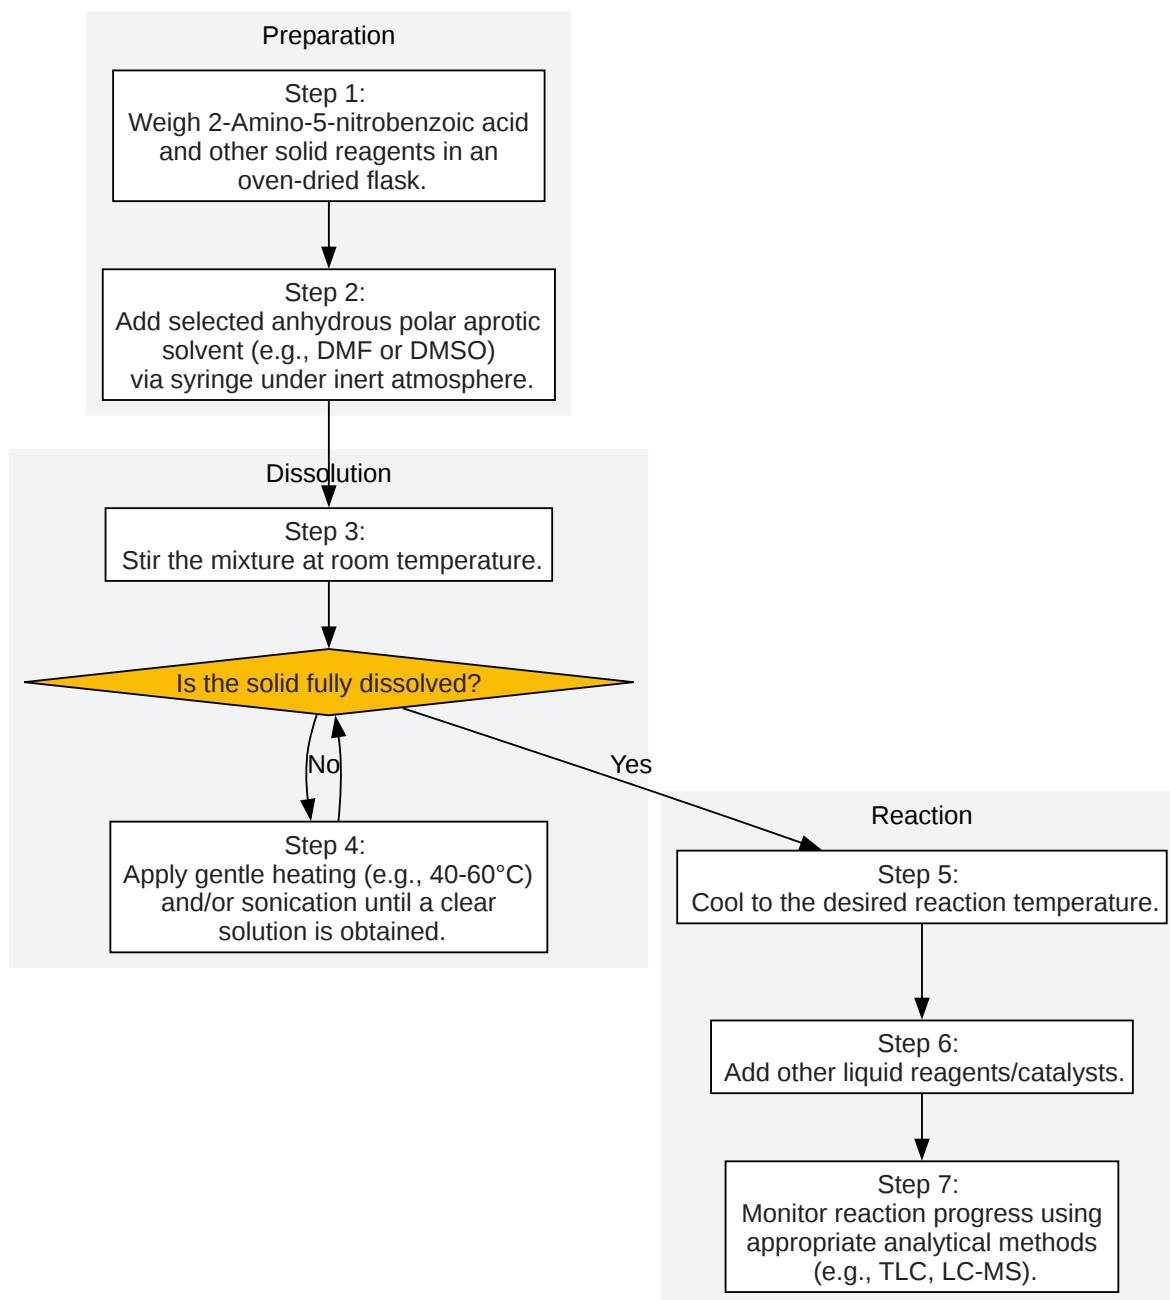 Preparation
Step 1:
Weigh 2-Amino-5-nitrobenzoic acid
and other solid reagents in an
oven-dried flask.
Step 2:
Add selected anhydrous polar aprotic
solvent (e.g., DMF or DMSO)
via syringe under inert atmosphere.
Dissolution
Step 3:
Stir the mixture at room temperature.
Is the solid fully dissolved?
No
Yes
Step 4:
Apply gentle heating (e.g., 40-60°C)
and/or sonication until a clear
solution is obtained.
Reaction
Step 5:
Cool to the desired reaction temperature.
Step 6:
Add other liquid reagents/catalysts.
Step 7:
Monitor reaction progress using
appropriate analytical methods
(e.g., TLC, LC-MS).